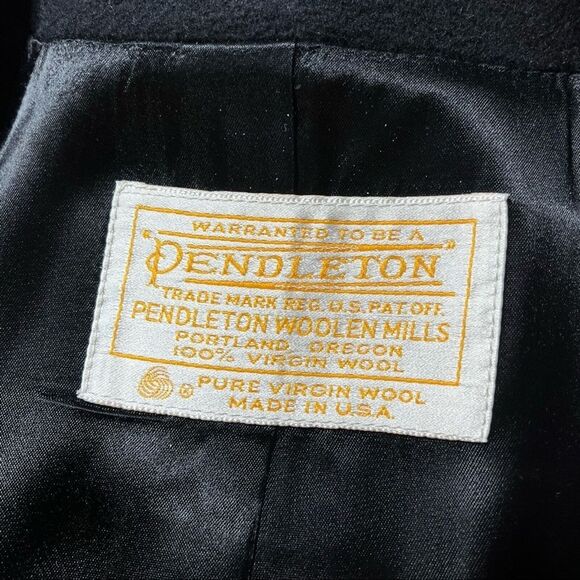 WARRANTED TO BE A
"PENDLETON"
TRADE MARK REG. U.S. PAT. OFF.
PENDLETON WOOLEN MILLS
PORTLAND, OREGON
100% VIRGIN WOOL
® PURE VIRGIN WOOL
MADE IN U.S.A.